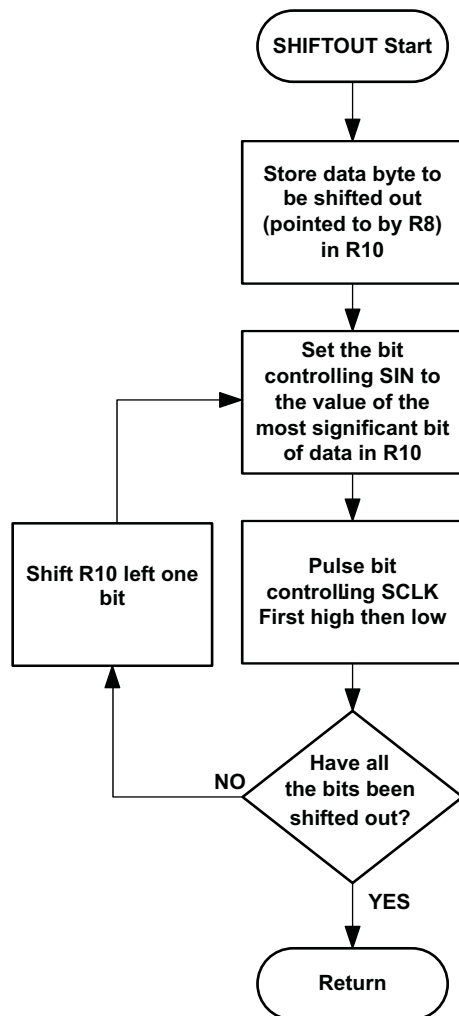 SHIFTOUT Start
Store data byte to
be shifted out
(pointed to by R8)
in R10
Set the bit
controlling SIN to
the value of the
most significant bit
of data in R10
Shift R10 left one
bit
Pulse bit
controlling SCLK
First high then low
Have all
the bits been
shifted out?
NO
YES
Return